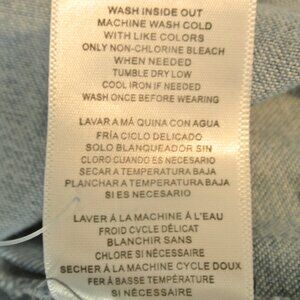 WASH INSIDE OUT
MACHINE WASH COLD
WITH LIKE COLORS
ONLY NON-CHLORINE BLEACH
WHEN NEEDED
TUMBLE DRY LOW
COOL IRON IF NEEDED
WASH ONCE BEFORE WEARING
LAVAR A MÁ QUINA CON AGUA
FRÍA CICLO DELICADO
SOLO BLANQUEADOR SIN
CLORO CUANDO ES NECESARIO
SECAR A TEMPERATURA BAJA
PLANCHAR A TEMPERATURA BAJA
SI ES NECESARIO
LAVER Á LA MACHINE Á L'EAU
FROID CYCLE DÉLICAT
BLANCHIR SANS
CHLORE SI NÉCESSAIRE
SECHER Á LA MACHINE CYCLE DOUX
FER Á BASSE TEMPÉRATURE
SI NÉCESSAIRE